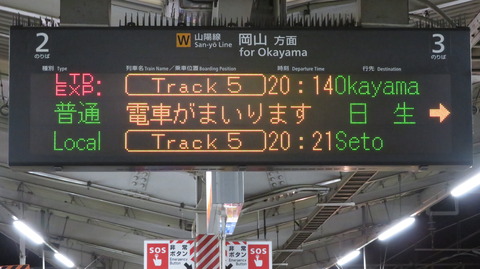 2 のりば
W 山陽線 San-yō Line 岡山 方面 for Okayama
3 のりば
種別 Type 列車名 Train Name / 乗車位置 Boarding Position 時刻 Departure Time 行先 Destination
LTD. EXP. Track 5 20:14 Okayama
普通 電車がまいります 日生 →
Local Track 5 20:21 Seto
SOS 非常ボタン Emergency Button
SOS 非常ボタン Emergency Button